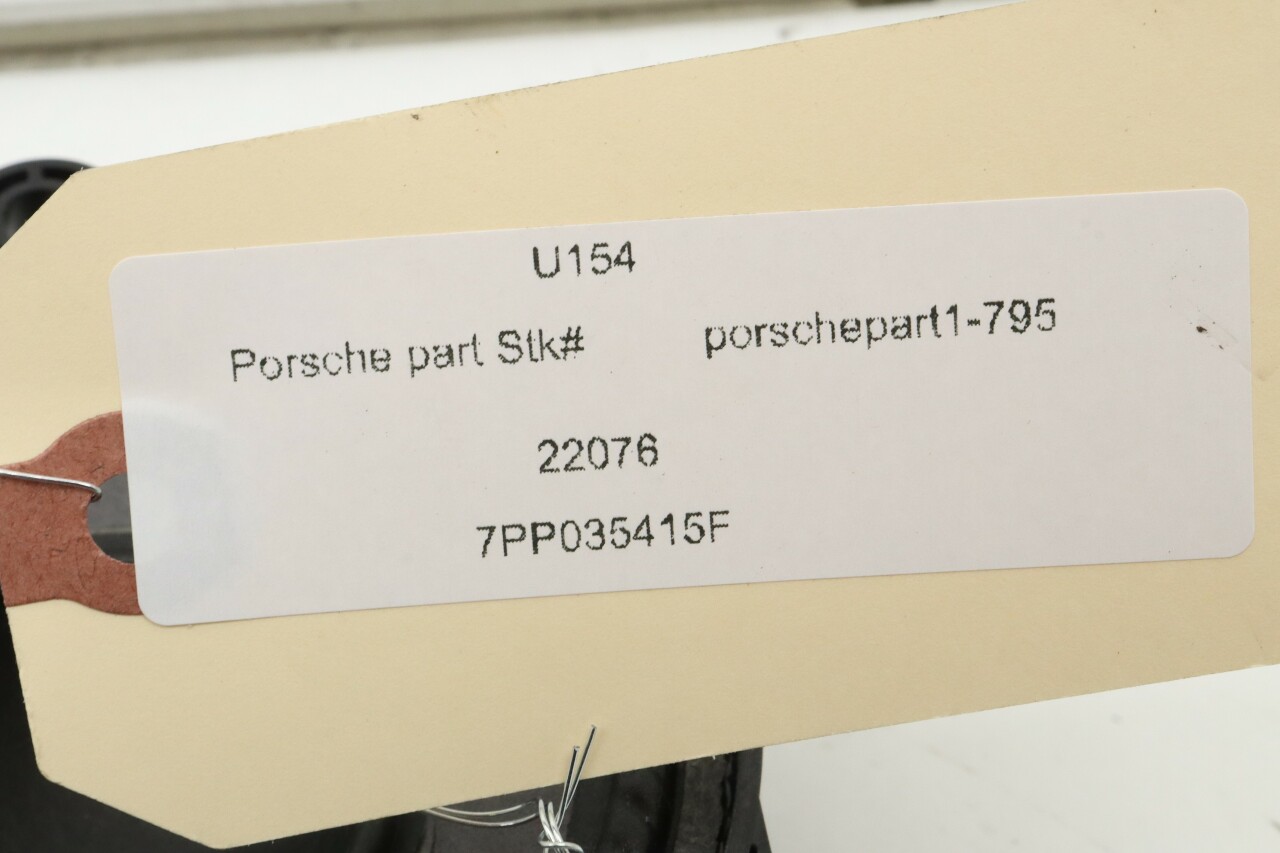 U154
Porsche part Stk# porschepart1-795
22076
7PP035415F